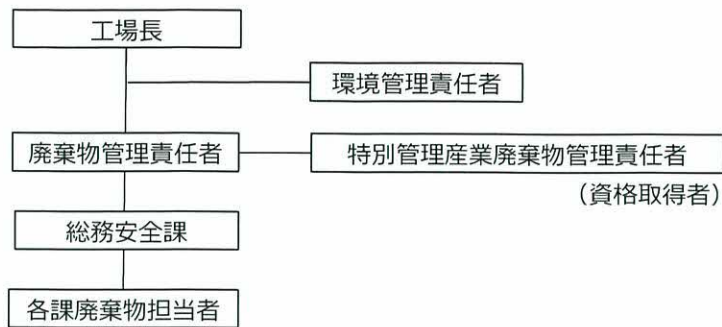 工場長
環境管理責任者
廃棄物管理責任者
特別管理産業廃棄物管理責任者
（資格取得者）
総務安全課
各課廃棄物担当者